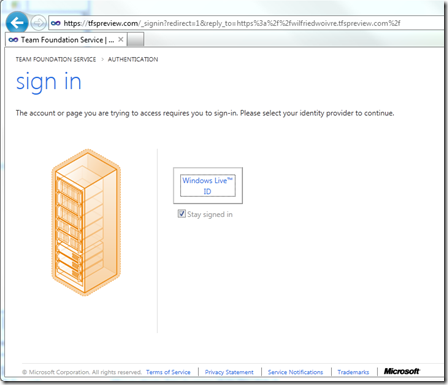 https://tfspreview.com/_signin?redirect=1&reply_to=https%3a%2f%2fwilfriedwoivre.tfspreview.com%2f
Team Foundation Service | ...
TEAM FOUNDATION SERVICE > AUTHENTICATION
sign in
The account or page you are trying to access requires you to sign-in. Please select your identity provider to continue.
Windows Live™
ID
Stay signed in
© Microsoft Corporation. All rights reserved. Terms of Service | Privacy Statement | Service Notifications | Trademarks | Microsoft